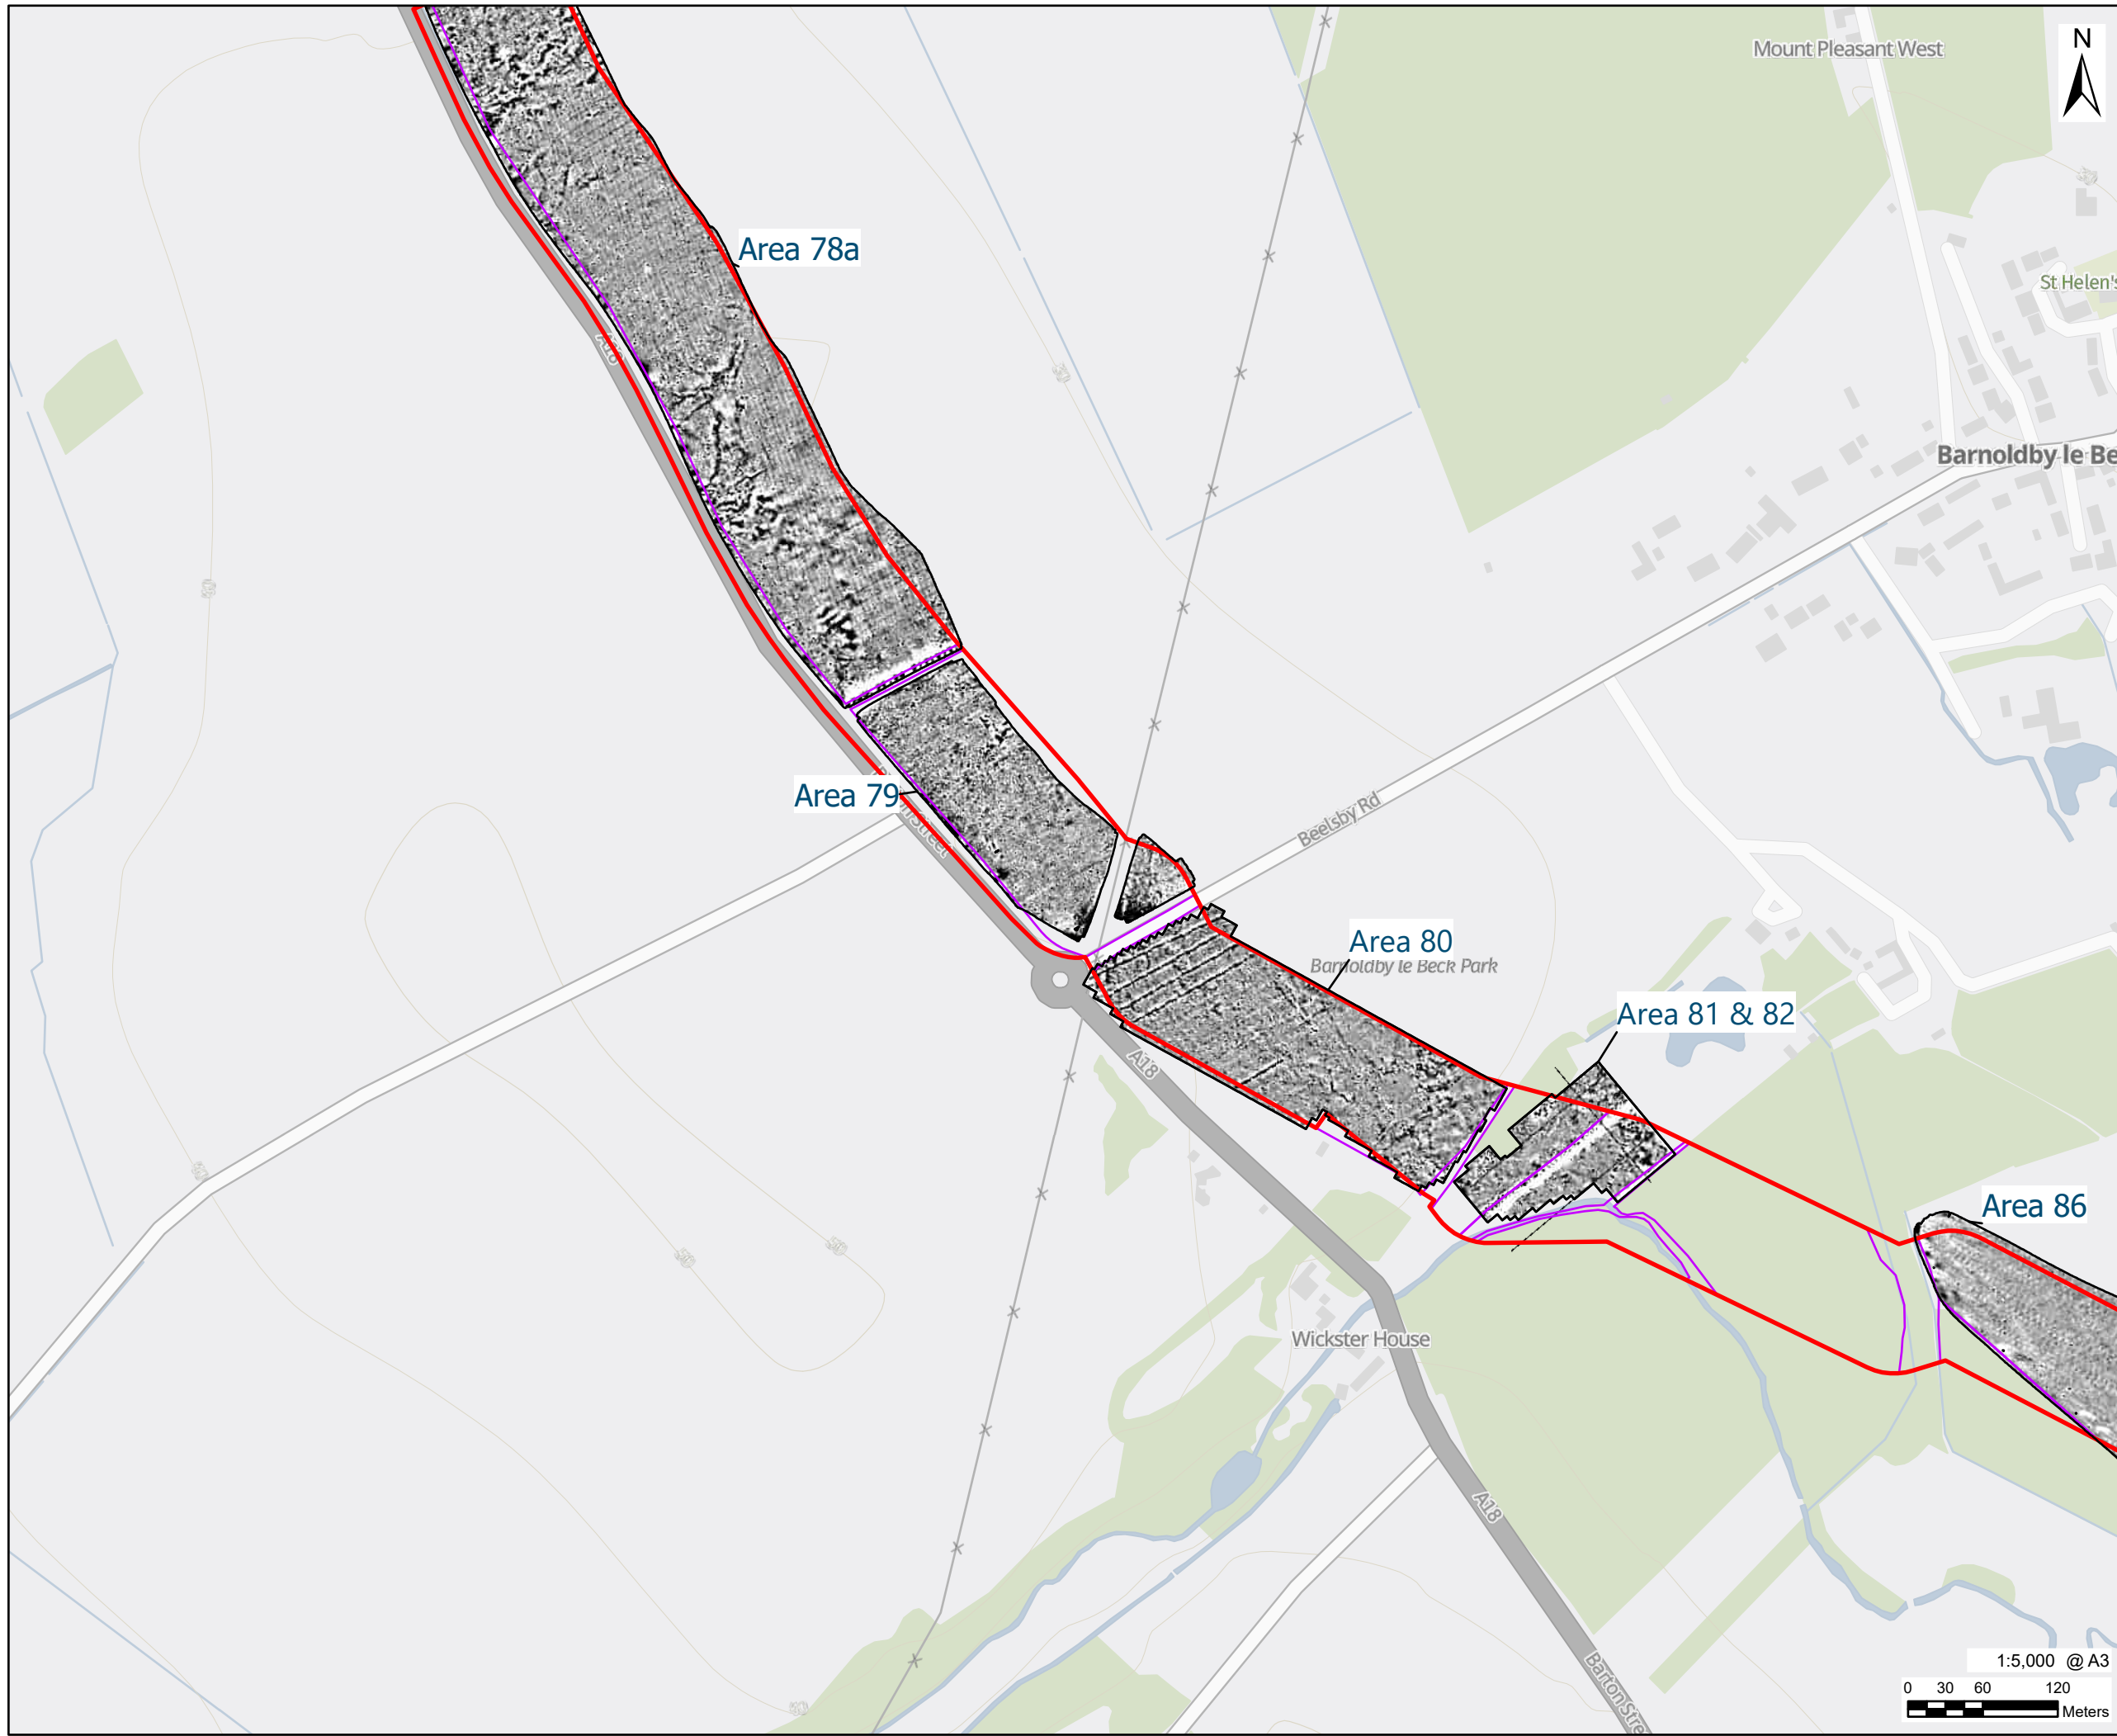 Mount Pleasant West
N
Area 78a
St Helen's
A18
Barnoldby le Be
Area 79
Beelsby Rd
Area 80
Barnoldby le Beck Park
Area 81 & 82
A18
Area 86
Wickster House
A18
Barton Stre
1:5,000 @ A3
0 30 60 120
Meters